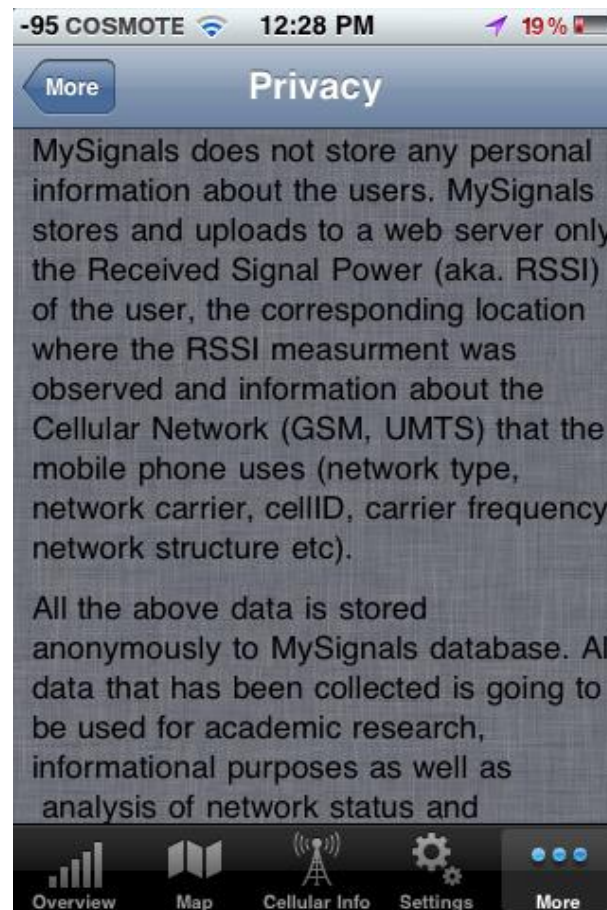 -95 COSMOTE 12:28 PM 19%
More Privacy
MySignals does not store any personal
information about the users. MySignals
stores and uploads to a web server only
the Received Signal Power (aka. RSSI)
of the user, the corresponding location
where the RSSI measurment was
observed and information about the
Cellular Network (GSM, UMTS) that the
mobile phone uses (network type,
network carrier, cellID, carrier frequency
network structure etc).
All the above data is stored
anonymously to MySignals database. Al
data that has been collected is going to
be used for academic research,
informational purposes as well as
analysis of network status and
Overview Map Cellular Info Settings More